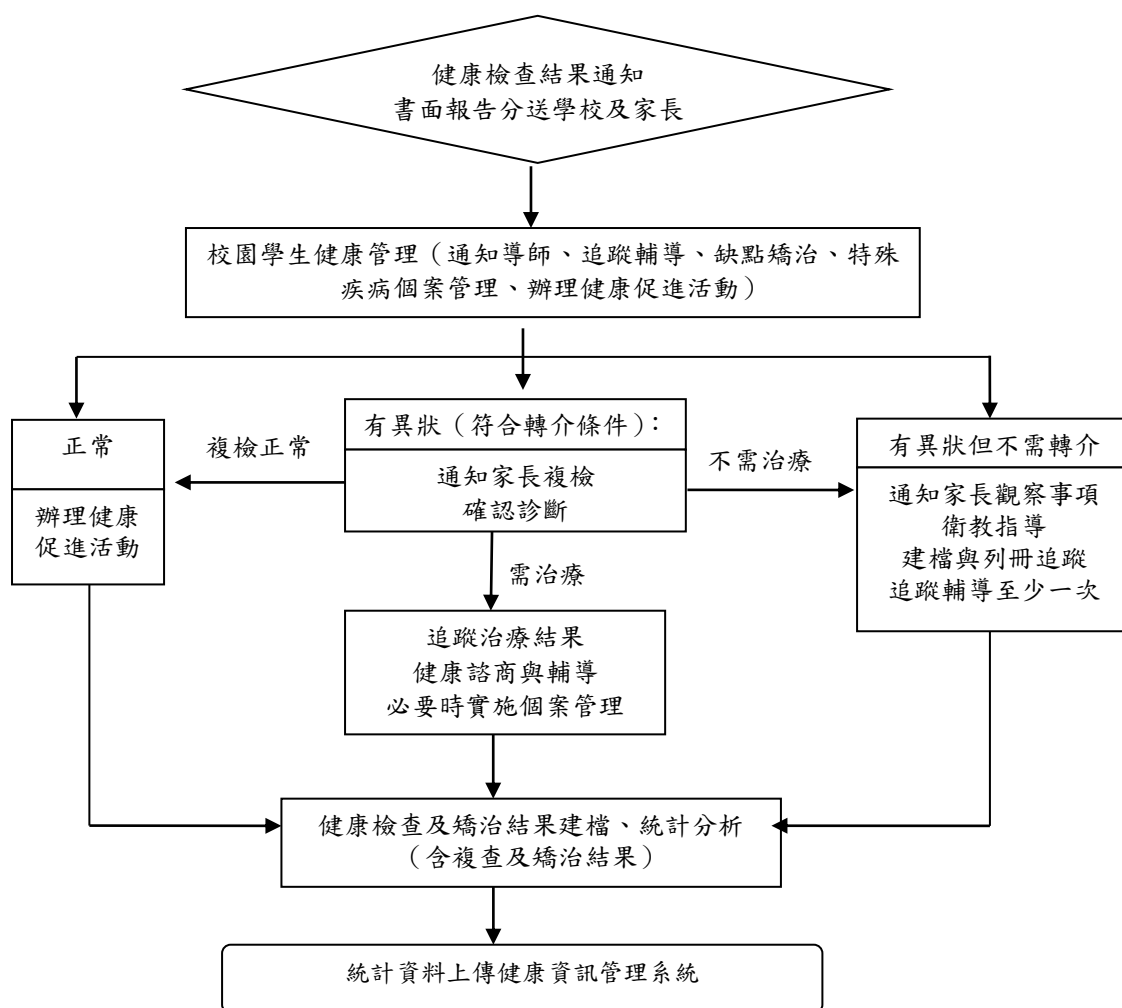 健康檢查結果通知
書面報告分送學校及家長
校園學生健康管理（通知導師、追蹤輔導、缺點矯治、特殊
疾病個案管理、辦理健康促進活動）
正常
辦理健康
促進活動
複檢正常
有異狀（符合轉介條件）：
通知家長複檢
確認診斷
不需治療
有異狀但不需轉介
通知家長觀察事項
衛教指導
建檔與列冊追蹤
追蹤輔導至少一次
需治療
追蹤治療結果
健康諮商與輔導
必要時實施個案管理
健康檢查及矯治結果建檔、統計分析
（含複查及矯治結果）
統計資料上傳健康資訊管理系統